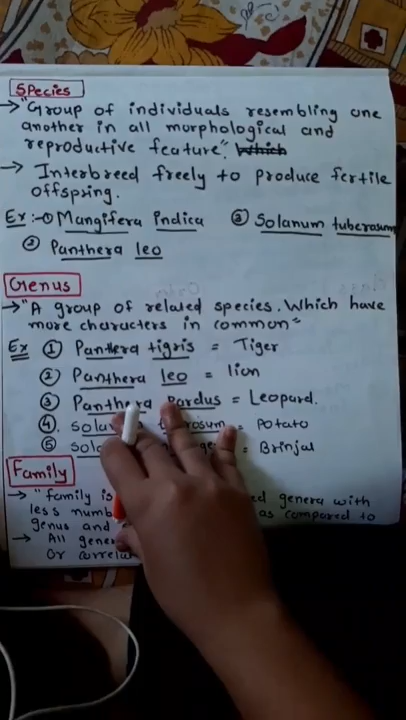 Species
→ "Group of individuals resembling one
another in all morphological and
reproductive feature". Which
→ Interbreed freely to produce fertile
offspring.
Ex:- ① Mangifera Indica ③ Solanum tuberosum
② Panthera leo
Genus
→ "A group of related species. Which have
more characters in common"
Ex ① Panthera tigris = Tiger
② Panthera leo = lion
③ Panthera pardus = Leopard.
④. = Potato
⑤ = Brinjal
Family
→ "family is genera with
less as compared to
genus and
→ All
or